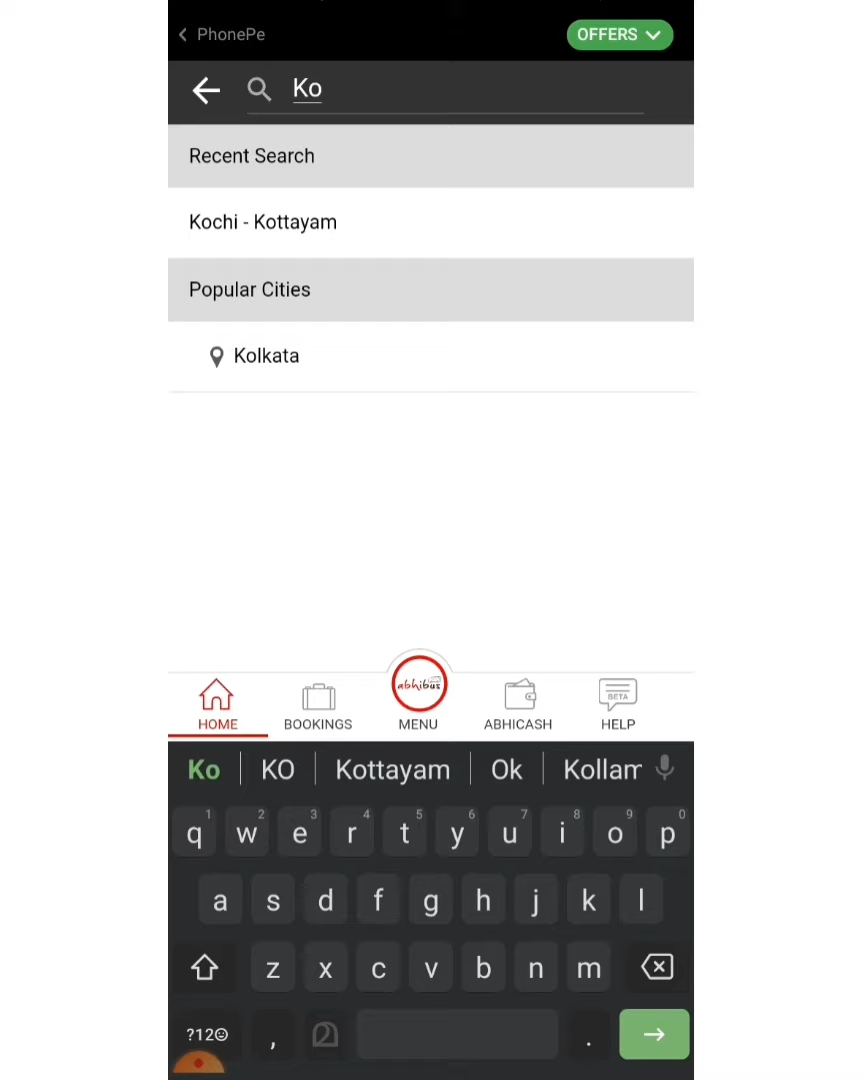 PhonePe
OFFERS
Ko
Recent Search
Kochi - Kottayam
Popular Cities
Kolkata
abhibus
BETA
HOME BOOKINGS MENU ABHICASH HELP
Ko KO Kottayam Ok Kollam
1 2 3 4 5 6 7 8 9 0
q w e r t y u i o p
a s d f g h j k l
z x c v b n m
?12 , മ .